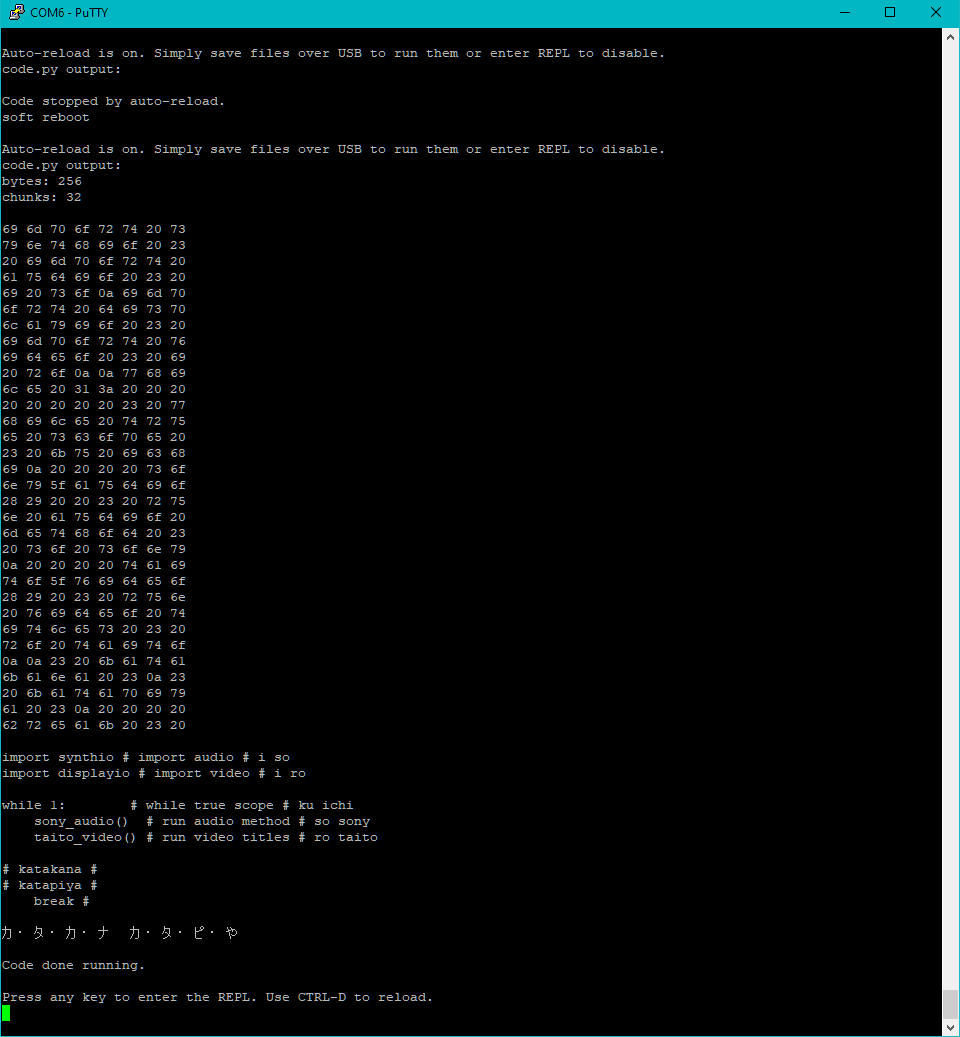 COM6 - PuTTY
Auto-reload is on. Simply save files over USB to run them or enter REPL to disable.
code.py output:
Code stopped by auto-reload.
soft reboot
Auto-reload is on. Simply save files over USB to run them or enter REPL to disable.
code.py output:
bytes: 256
chunks: 32
69 6d 70 6f 72 74 20 73
79 6e 74 68 69 6f 20 23
20 69 6d 70 6f 72 74 20
61 75 64 69 6f 20 23 20
69 20 73 6f 0a 69 6d 70
6f 72 74 20 64 69 73 70
6c 61 79 69 6f 20 23 20
69 6d 70 6f 72 74 20 76
69 64 65 6f 20 23 20 69
20 72 6f 0a 0a 77 68 69
6c 65 20 31 3a 20 20 20
20 20 20 20 20 23 20 77
68 69 6c 65 20 74 72 75
65 20 73 63 6f 70 65 20
23 20 6b 75 20 69 63 68
69 0a 20 20 20 20 73 6f
6e 79 5f 61 75 64 69 6f
28 29 20 20 23 20 72 75
6e 20 61 75 64 69 6f 20
6d 65 74 68 6f 64 20 23
20 73 6f 20 73 6f 6e 79
0a 20 20 20 20 74 61 69
74 6f 5f 76 69 64 65 6f
28 29 20 23 20 72 75 6e
20 76 69 64 65 6f 20 74
69 74 6c 65 73 20 23 20
72 6f 20 74 61 69 74 6f
0a 0a 23 20 6b 61 74 61
6b 61 6e 61 20 23 0a 23
20 6b 61 74 61 70 69 79
61 20 23 0a 20 20 20 20
62 72 65 61 6b 20 23 20
import synthio # import audio # i so
import displayio # import video # i ro
while 1:        # while true scope # ku ichi
    sony_audio()  # run audio method # so sony
    taito_video() # run video titles # ro taito
# katakana #
# katapiya #
    break #
カ・タ・カ・ナ カ・タ・ピ・や
Code done running.
Press any key to enter the REPL. Use CTRL-D to reload.